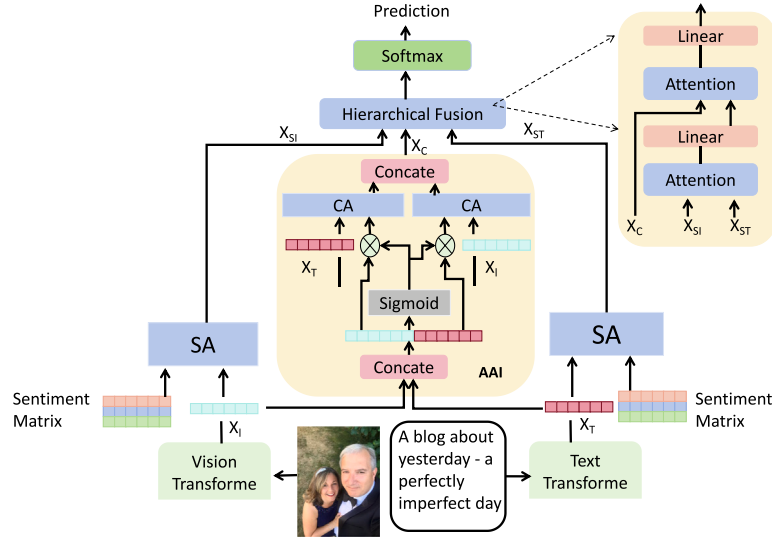 Prediction
Softmax
Hierarchical Fusion
X_SI
X_C
X_ST
Concate
CA
CA
X_T
X_I
Sigmoid
Concate
AAI
SA
SA
Sentiment
Matrix
X_I
X_T
Sentiment
Matrix
Vision
Transforme
A blog about
yesterday - a
perfectly
imperfect day
Text
Transforme
Linear
Attention
Linear
Attention
X_C
X_SI
X_ST